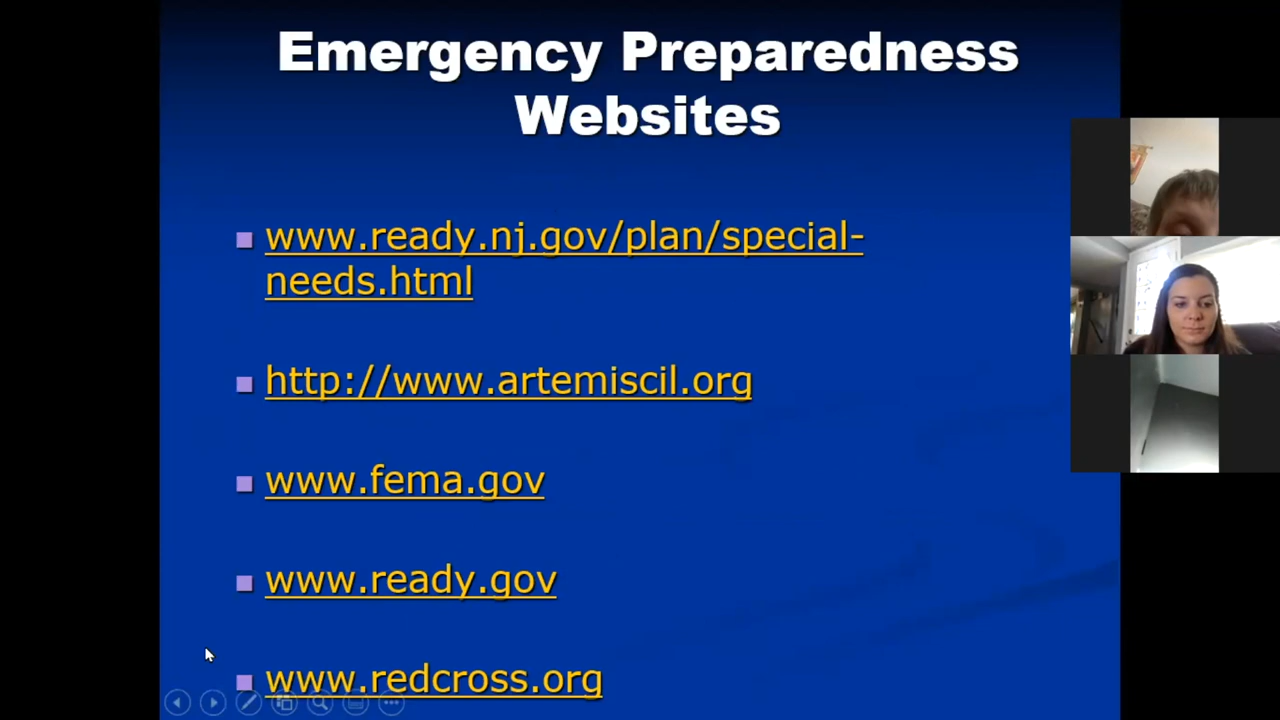 Emergency Preparedness
Websites
www.ready.nj.gov/plan/special-
needs.html
http://www.artemiscil.org
www.fema.gov
www.ready.gov
www.redcross.org